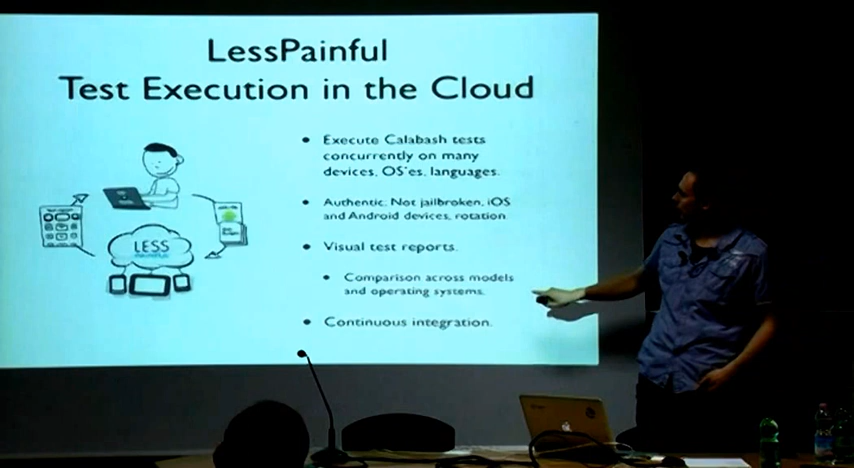 LessPainful
Test Execution in the Cloud
• Execute Calabash tests
concurrently on many
devices, OS'es, languages.
• Authentic, Not jailbroken, iOS
and Android devices, rotation
• Visual test reports.
• Comparison across models
and operating systems.
• Continuous integration.
LESS